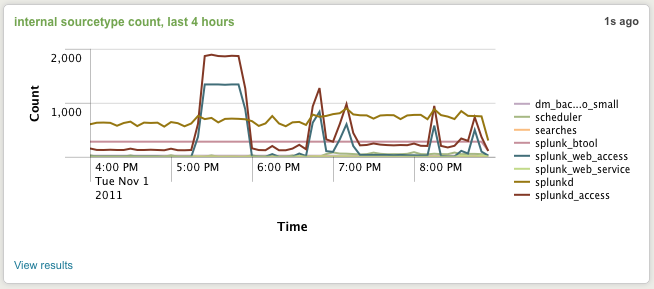 internal sourcetype count, last 4 hours
1s ago
2,000
1,000
Count
4:00 PM
5:00 PM
6:00 PM
7:00 PM
8:00 PM
Tue Nov 1
2011
Time
dm_bac...o_small
scheduler
searches
splunk_btool
splunk_web_access
splunk_web_service
splunkd
splunkd_access
View results